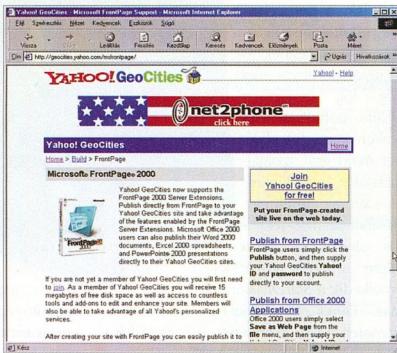 Yahoo! GeoCities - Microsoft FrontPage Support - Microsoft Internet Explorer
Fájl Szerkesztés Nézet Kedvencek Eszközök Súgó
Vissza Leállítás Frissítés Kezdőlap Keresés Kedvencek Előzmények Posta Méret
Cím http://geocities.yahoo.com/msfrontpage/ Ugrás Hivatkozások
YAHOO! GeoCities
Yahoo! - Help
net2phone
click here
Yahoo! GeoCities
Home
Home > Build > FrontPage
Microsoft® FrontPage® 2000
Yahoo! GeoCities now supports the
FrontPage 2000 Server Extensions.
Publish directly from FrontPage to your
Yahoo! GeoCities site and take advantage
of the features enabled by the FrontPage
Server Extensions. Microsoft Office 2000
users can also publish their Word 2000
documents, Excel 2000 spreadsheets,
and PowerPoint® 2000 presentations
directly to their Yahoo! GeoCities sites.
FrontPage
If you are not yet a member of Yahoo! GeoCities you will first need
to join. As a member of Yahoo! GeoCities you will receive 15
megabytes of free disk space as well as access to countless
tools and add-ons to edit and enhance your site. Members will
also be able to take advantage of all Yahoo!'s personalized
services.
After creating your site with FrontPage you can easily publish it to
Join
Yahoo! GeoCities
for free!
Put your FrontPage-created
site live on the web today.
Publish from FrontPage
FrontPage users simply click the
Publish button, and then supply
your Yahoo! GeoCities Yahoo!
ID and password to publish
directly to your account.
Publish from Office 2000
Applications
Office 2000 users simply select
Save as Web Page from the
file menu, and then supply your
Kész
Internet